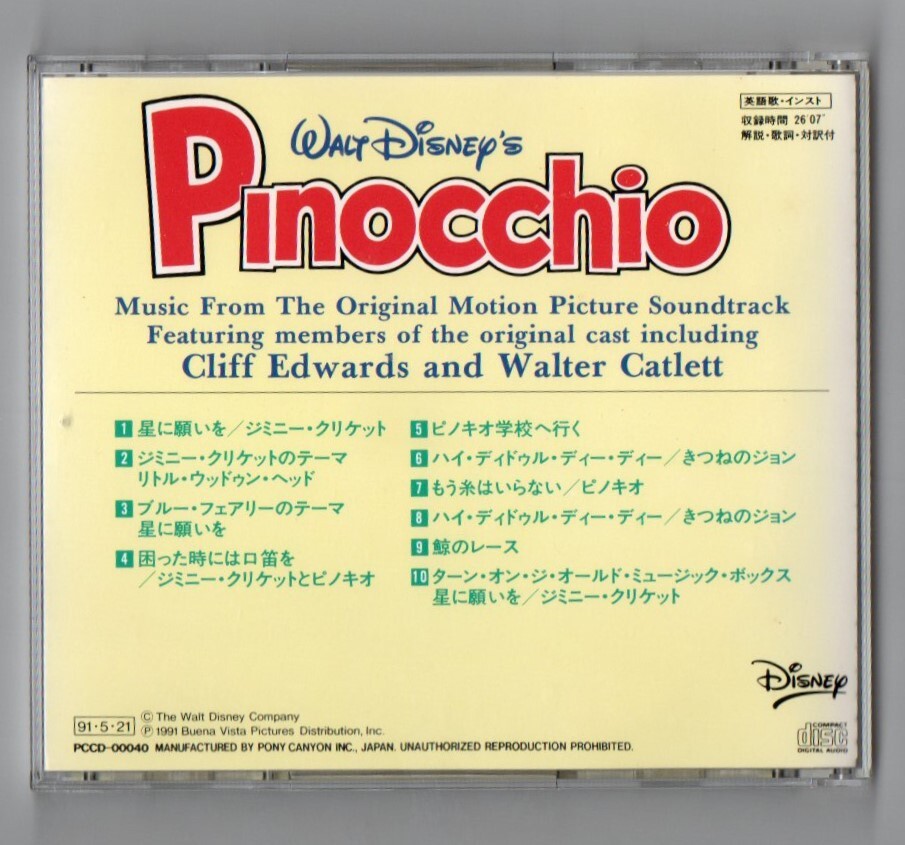 WALT DISNEY'S
Pinocchio
英語歌・インスト
収録時間 26'07"
解説・歌詞・対訳付
Music From The Original Motion Picture Soundtrack
Featuring members of the original cast including
Cliff Edwards and Walter Catlett
1 星に願いを／ジミニー・クリケット
2 ジミニー・クリケットのテーマ
リトル・ウッドゥン・ヘッド
3 ブルー・フェアリーのテーマ
星に願いを
4 困った時には口笛を
／ジミニー・クリケットとピノキオ
5 ピノキオ学校へ行く
6 ハイ・ディドゥル・ディー・ディー／きつねのジョン
7 もう糸はいらない／ピノキオ
8 ハイ・ディドゥル・ディー・ディー／きつねのジョン
9 鯨のレース
10 ターン・オン・ジ・オールド・ミュージック・ボックス
星に願いを／ジミニー・クリケット
DISNEY
91・5・21
© The Walt Disney Company
℗ 1991 Buena Vista Pictures Distribution, Inc.
PCCD-00040 MANUFACTURED BY PONY CANYON INC., JAPAN. UNAUTHORIZED REPRODUCTION PROHIBITED.
COMPACT
disc
DIGITAL AUDIO